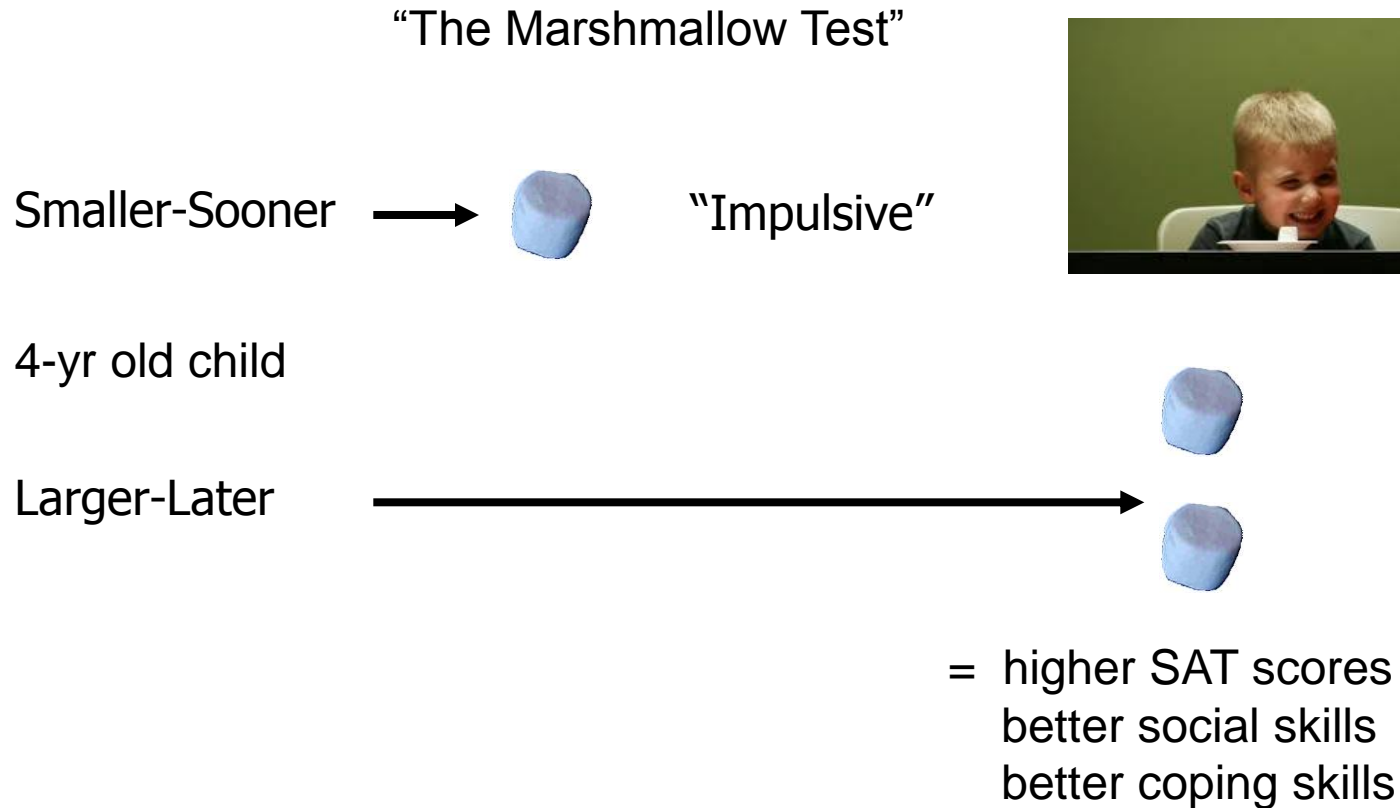 “The Marshmallow Test”
Smaller-Sooner
“Impulsive”
4-yr old child
Larger-Later
= higher SAT scores
better social skills
better coping skills